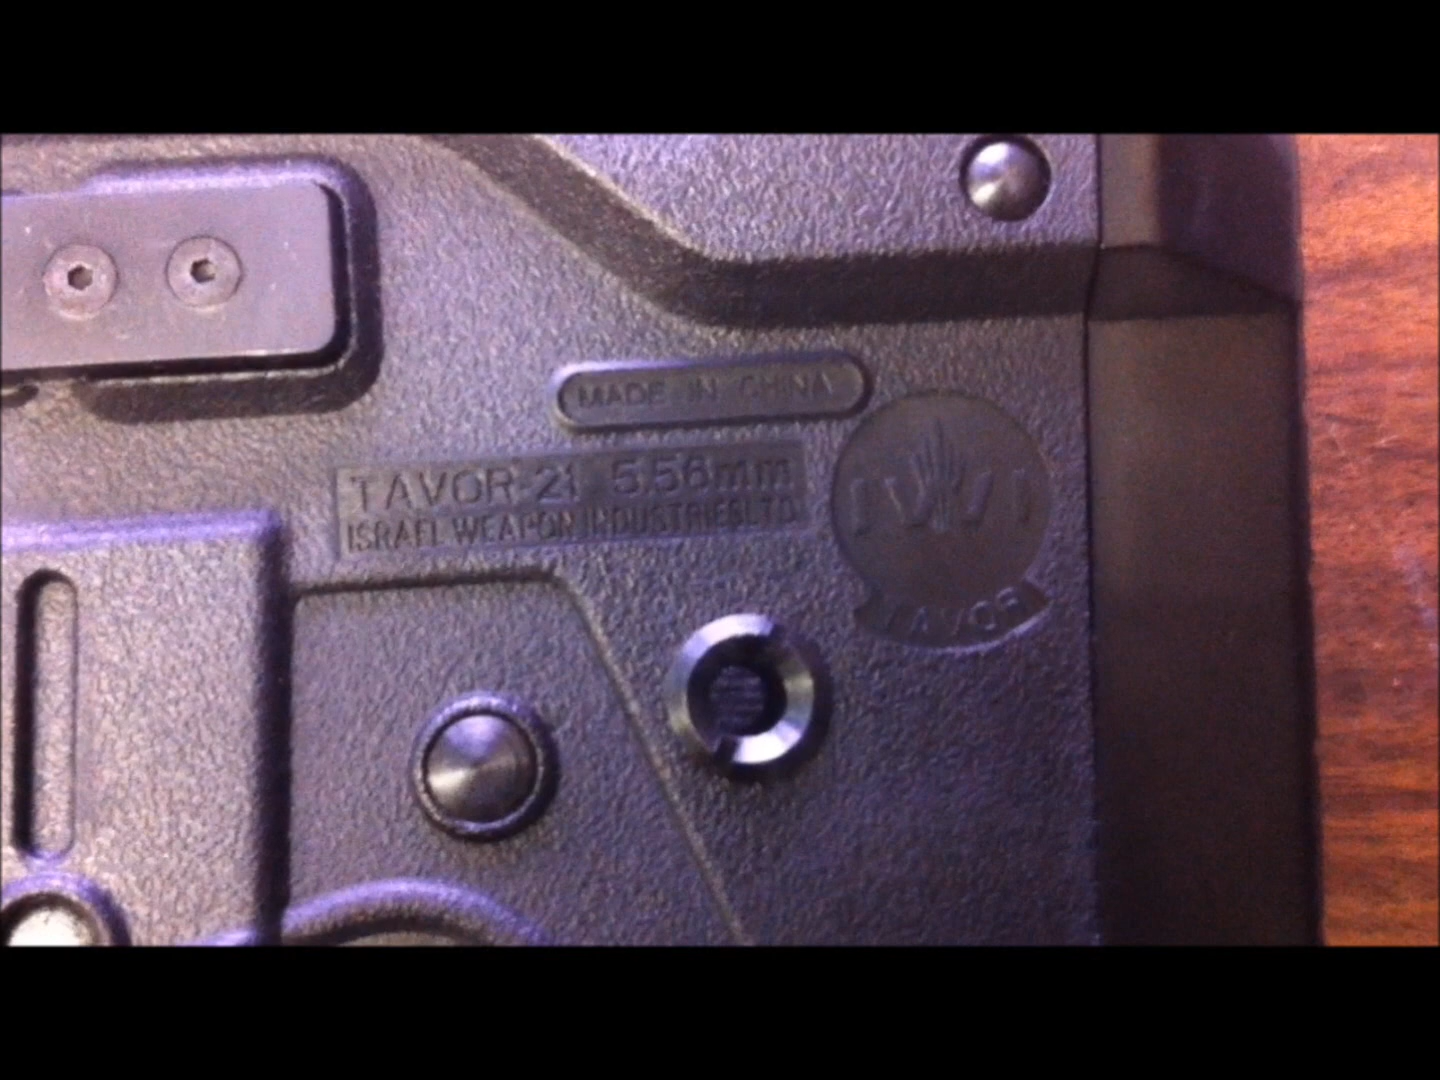 MADE IN CHINA
TAVOR-21 5.56mm
ISRAEL WEAPON INDUSTRIES LTD.
IWI
TAVOR